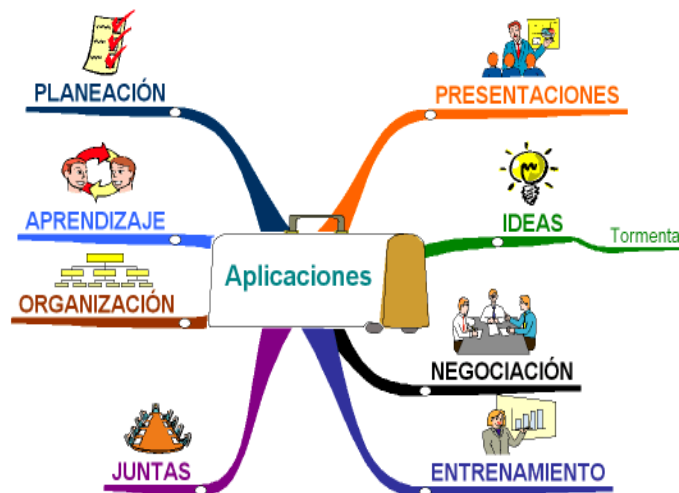 PLANEACIÓN
PRESENTACIONES
APRENDIZAJE
IDEAS
Tormenta
Aplicaciones
ORGANIZACIÓN
NEGOCIACIÓN
JUNTAS
ENTRENAMIENTO